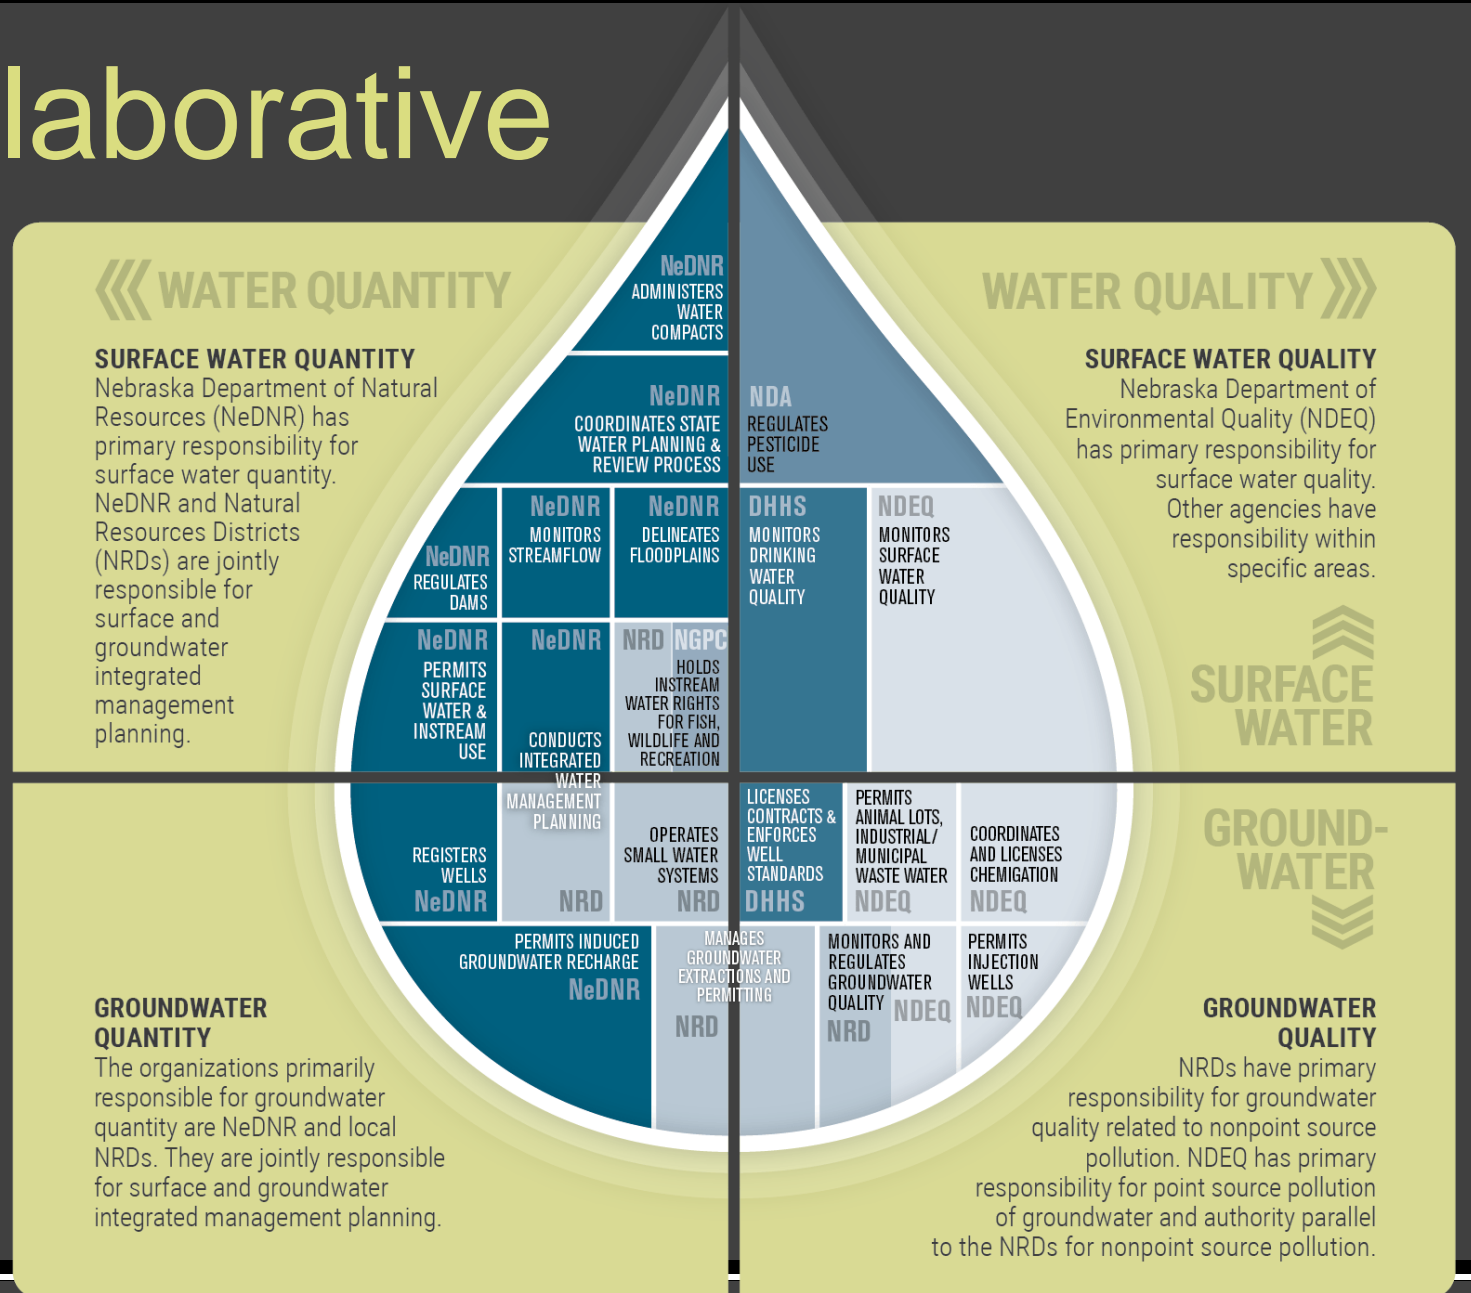 laborative
WATER QUANTITY
SURFACE WATER QUANTITY
Nebraska Department of Natural
Resources (NeDNR) has
primary responsibility for
surface water quantity.
NeDNR and Natural
Resources Districts
(NRDs) are jointly
responsible for
surface and
groundwater
integrated
management
planning.
NeDNR
ADMINISTERS
WATER
COMPACTS
NeDNR
COORDINATES STATE
WATER PLANNING &
REVIEW PROCESS
NeDNR
REGULATES
DAMS
NeDNR
MONITORS
STREAMFLOW
NeDNR
DELINEATES
FLOODPLAINS
NeDNR
PERMITS
SURFACE
WATER &
INSTREAM
USE
NeDNR
CONDUCTS
INTEGRATED
WATER
MANAGEMENT
PLANNING
NRD
NRD NGPC
HOLDS
INSTREAM
WATER RIGHTS
FOR FISH,
WILDLIFE AND
RECREATION
WATER QUALITY
SURFACE WATER QUALITY
Nebraska Department of
Environmental Quality (NDEQ)
has primary responsibility for
surface water quality.
Other agencies have
responsibility within
specific areas.
SURFACE
WATER
NDA
REGULATES
PESTICIDE
USE
DHHS
MONITORS
DRINKING
WATER
QUALITY
NDEQ
MONITORS
SURFACE
WATER
QUALITY
REGISTERS
WELLS
NeDNR
OPERATES
SMALL WATER
SYSTEMS
NRD
PERMITS INDUCED
GROUNDWATER RECHARGE
NeDNR
MANAGES
GROUNDWATER
EXTRACTIONS AND
PERMITTING
NRD
GROUNDWATER
QUANTITY
The organizations primarily
responsible for groundwater
quantity are NeDNR and local
NRDs. They are jointly responsible
for surface and groundwater
integrated management planning.
LICENSES
CONTRACTS &
ENFORCES
WELL
STANDARDS
DHHS
PERMITS
ANIMAL LOTS,
INDUSTRIAL/
MUNICIPAL
WASTE WATER
NDEQ
COORDINATES
AND LICENSES
CHEMIGATION
NDEQ
MONITORS AND
REGULATES
GROUNDWATER
QUALITY
NRD
NDEQ
PERMITS
INJECTION
WELLS
NDEQ
GROUND-
WATER
GROUNDWATER
QUALITY
NRDs have primary
responsibility for groundwater
quality related to nonpoint source
pollution. NDEQ has primary
responsibility for point source pollution
of groundwater and authority parallel
to the NRDs for nonpoint source pollution.